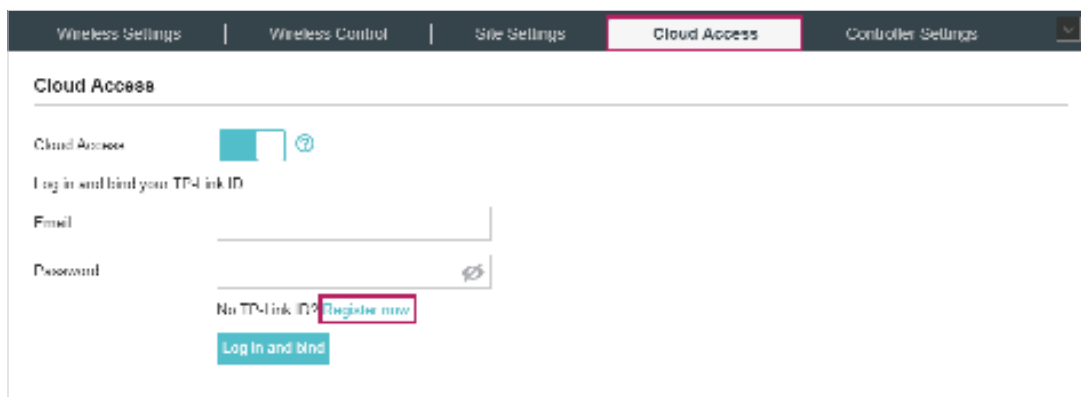 Wireless Settings | Wireless Control | Site Settings Cloud Access Controller Settings
Cloud Access
Cloud Access
Log in and bind your TP-Link ID
Email
Password
No TP-Link ID? Register now
Log in and bind